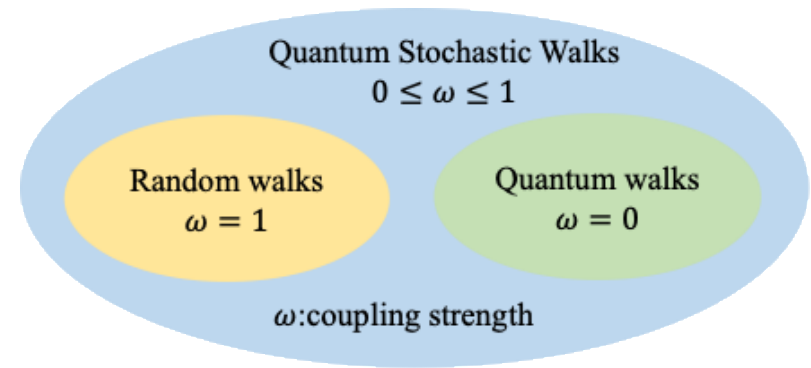 Quantum Stochastic Walks
0 ≤ ω ≤ 1
Random walks
ω = 1
Quantum walks
ω = 0
ω:coupling strength